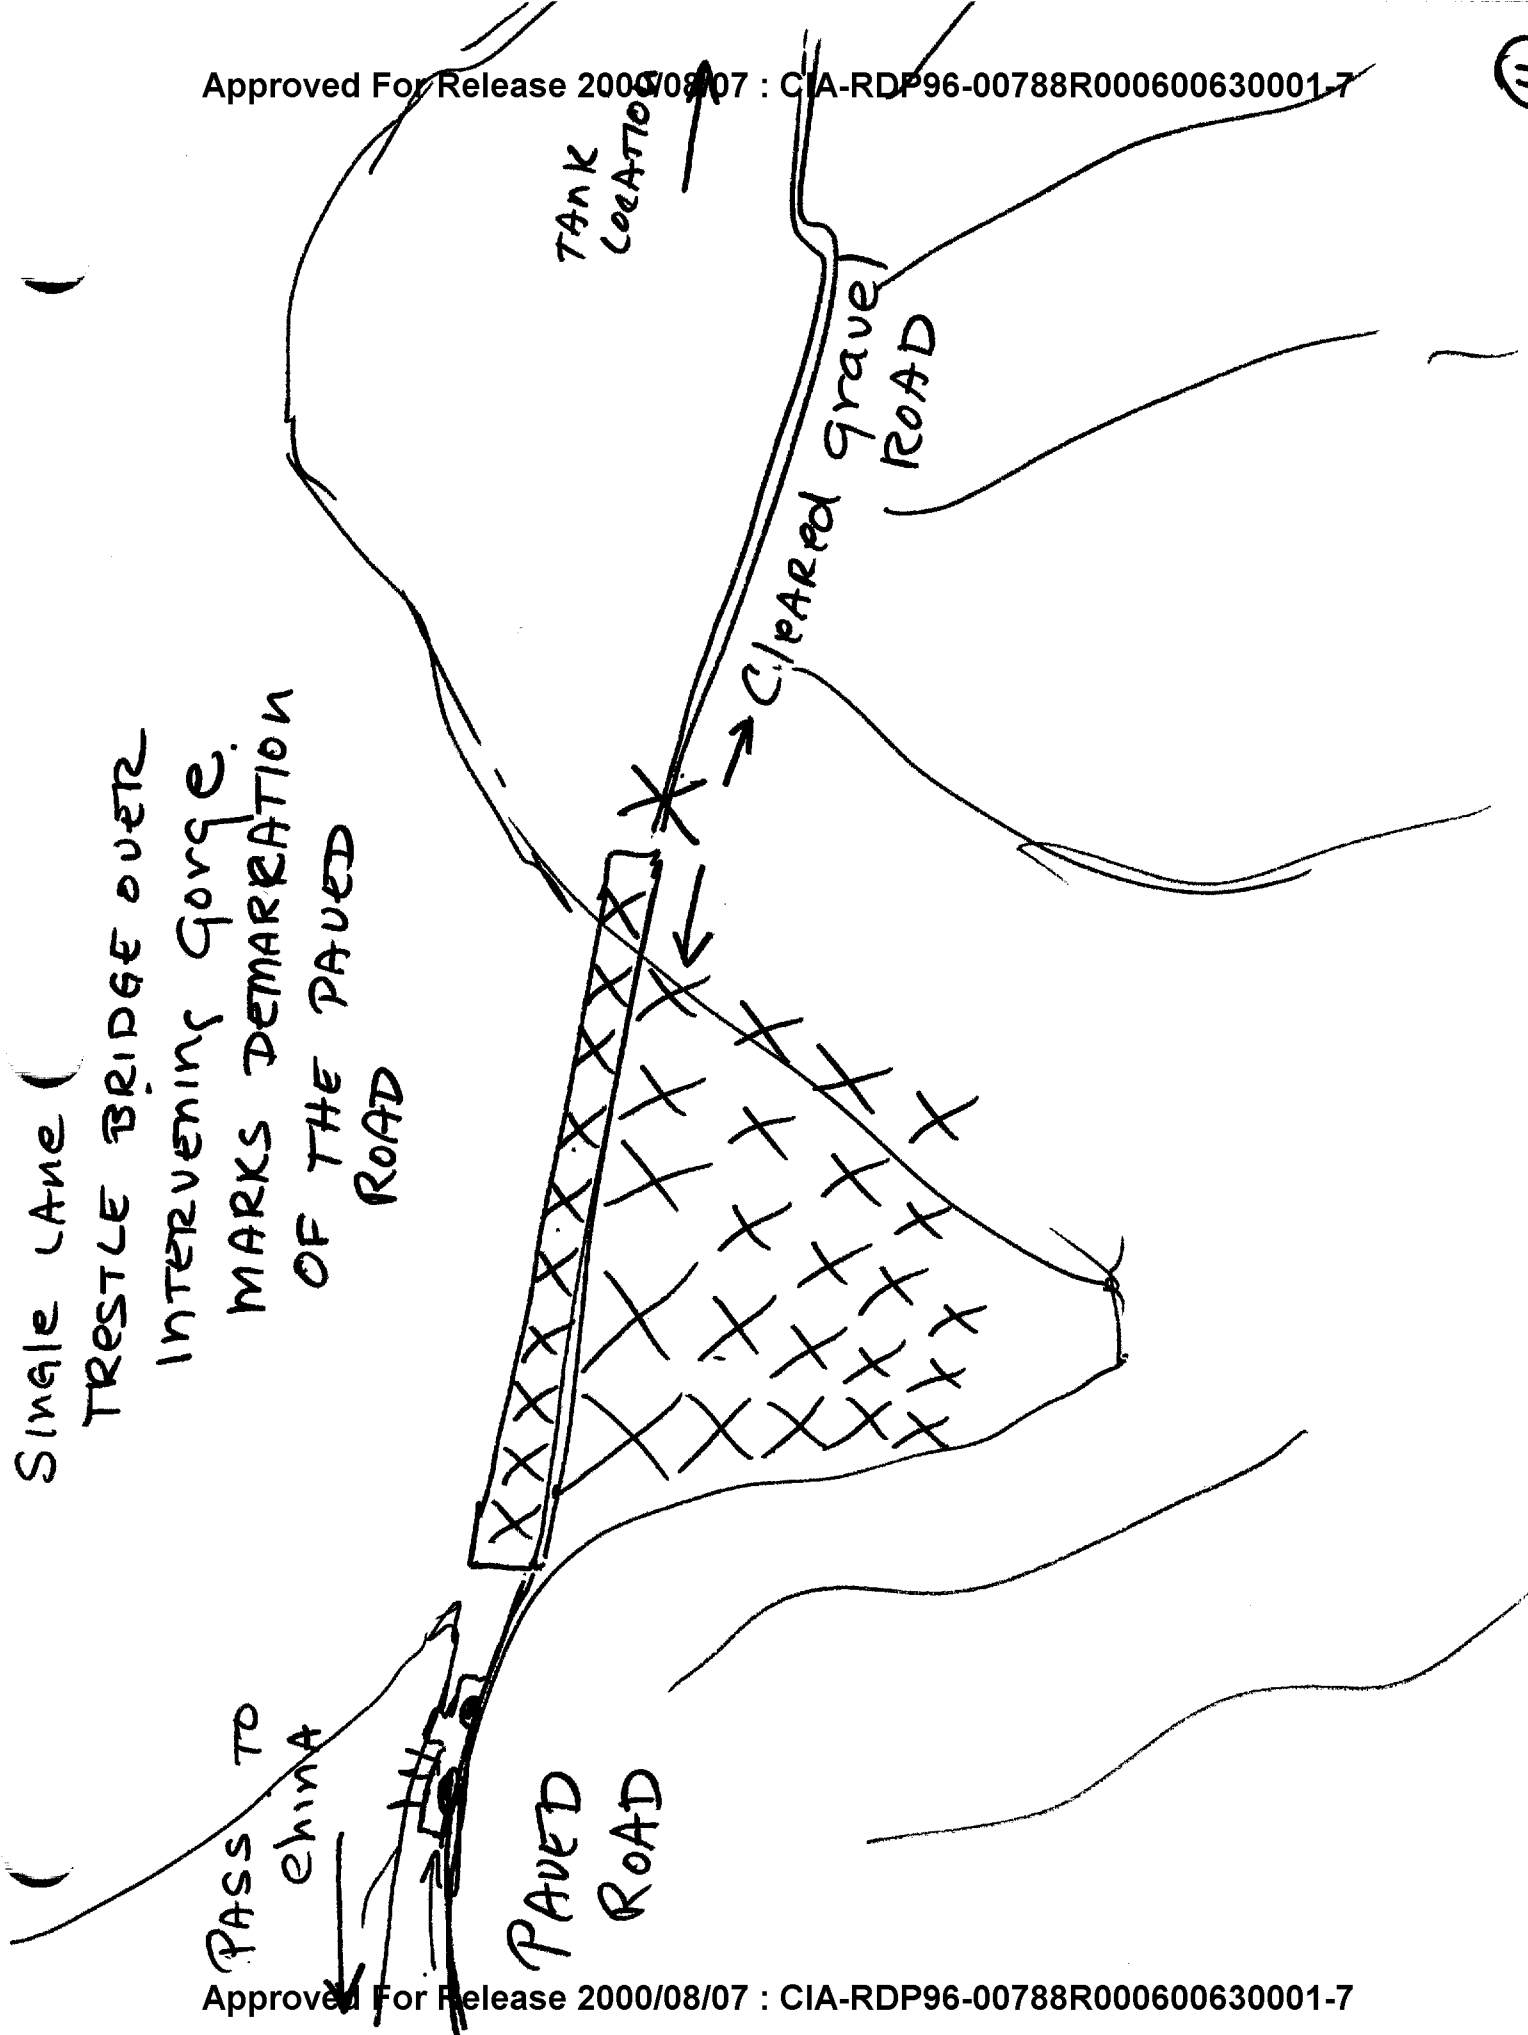 Approved For Release 2000/08/07 : CIA-RDP96-00788R000600630001-7
SINGLE LANE
TRESTLE BRIDGE OVER
INTERVENING GORGE.
MARKS DEMARRATION
OF THE PAVED
ROAD
TANK
LOCATION
CLEARED gravel
ROAD
PASS TO
ChINA
PAVED
ROAD
Approved For Release 2000/08/07 : CIA-RDP96-00788R000600630001-7